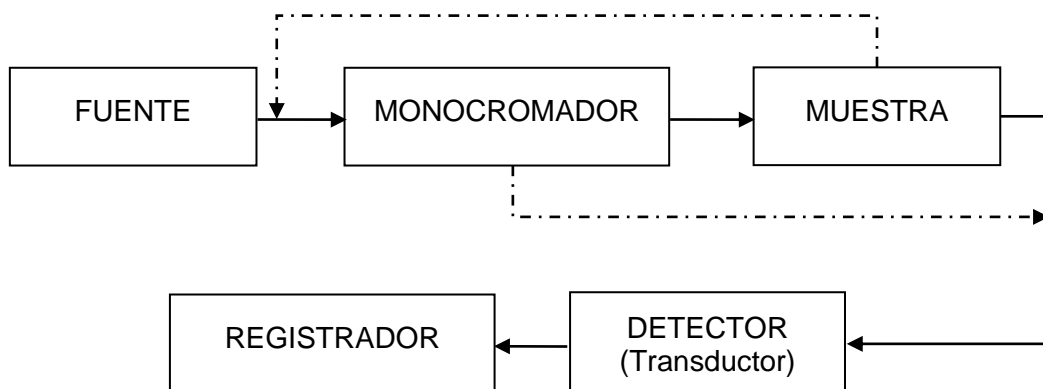 FUENTE
MONOCROMADOR
MUESTRA
REGISTRADOR
DETECTOR
(Transductor)